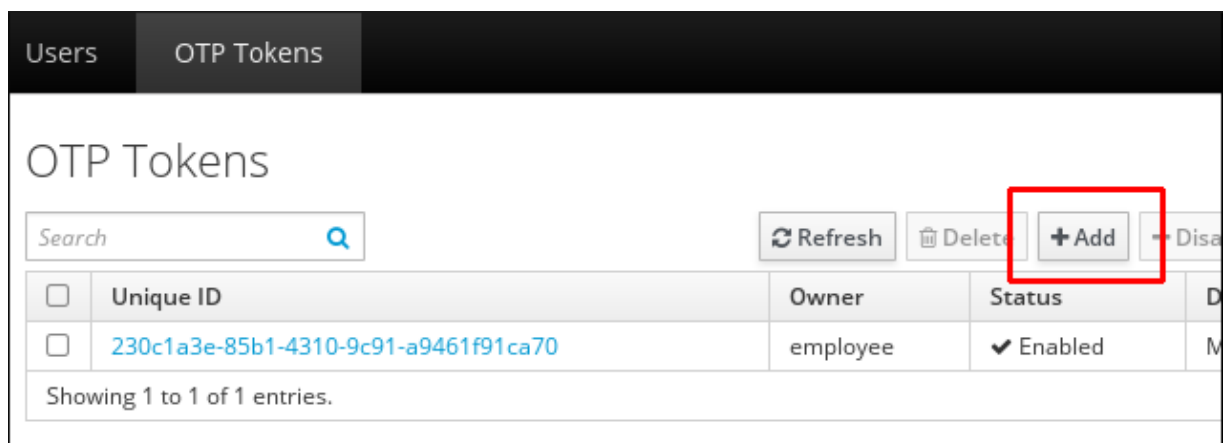 Users OTP Tokens
OTP Tokens
Search Refresh Delete Add
Unique ID Owner Status
230c1a3e-85b1-4310-9c91-a9461f91ca70 employee Enabled
Showing 1 to 1 of 1 entries.